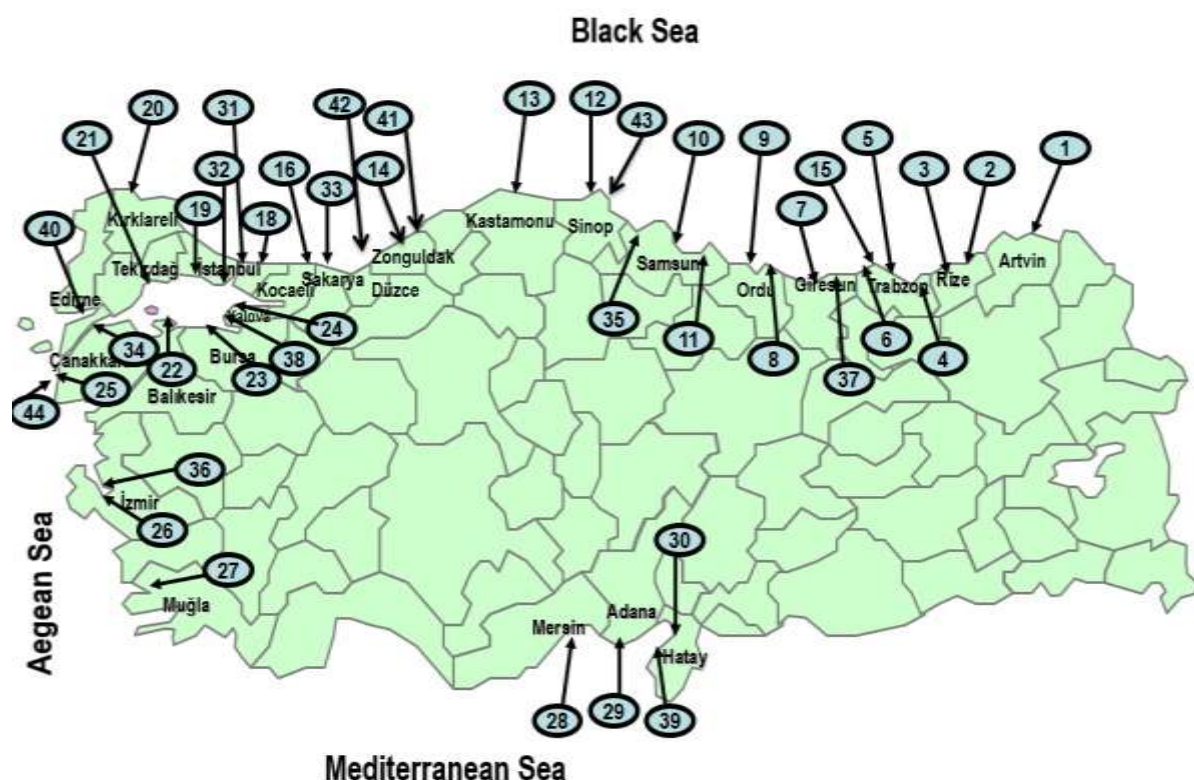 Black Sea
13
12
20
31
42
43
41
21
10
9
5
1
32
16
14
15
3
2
33
19
18
7
40
Kırklareli
Kastamonu
Sinop
Zonguldak
Artvin
Tekirdağ
İstanbul
Samsun
Sakarya
Rize
Kocaeli
Düzce
Ordu
Giresun
Trabzon
Edirne
Yalova
24
35
11
6
34
38
8
4
Çanakkale
Bursa
22
23
37
25
Balıkesir
44
36
İzmir
26
30
27
Aegean Sea
Muğla
Adana
Mersin
Hatay
28
29
39
Mediterranean Sea